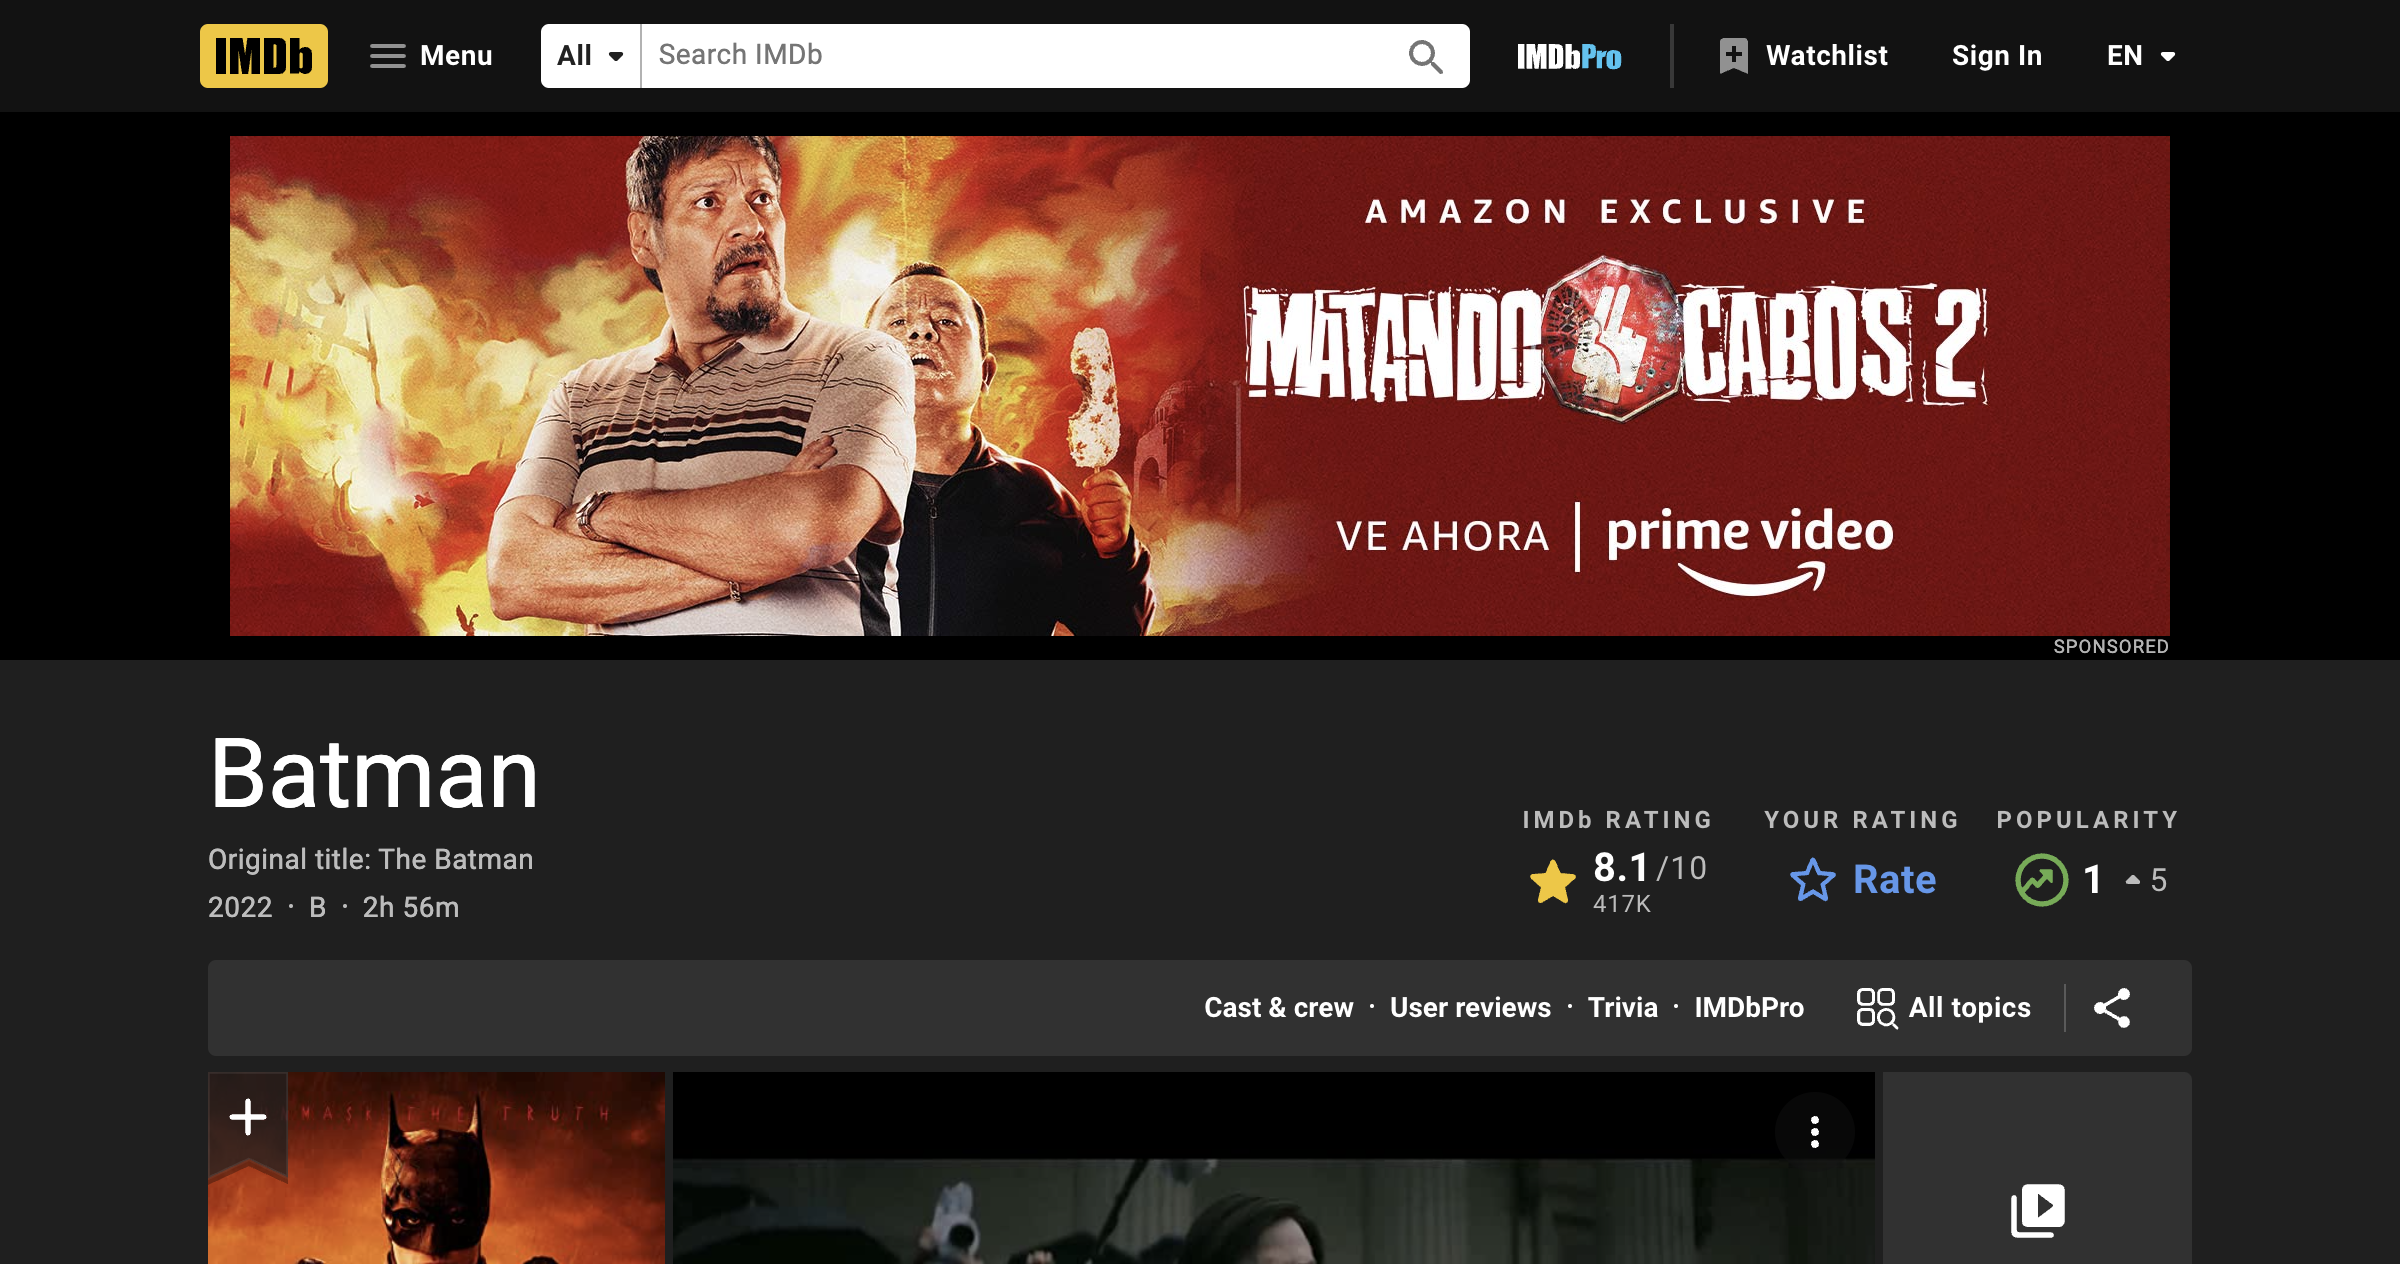 IMDb
Menu
All
Search IMDb
IMDbPro
Watchlist
Sign In
EN
AMAZON EXCLUSIVE
MATANDO CABOS 2
VE AHORA | prime video
SPONSORED
Batman
Original title: The Batman
2022 · B · 2h 56m
IMDb RATING
8.1/10
417K
YOUR RATING
Rate
POPULARITY
1
5
Cast & crew · User reviews · Trivia · IMDbPro
All topics
MASK THE TRUTH